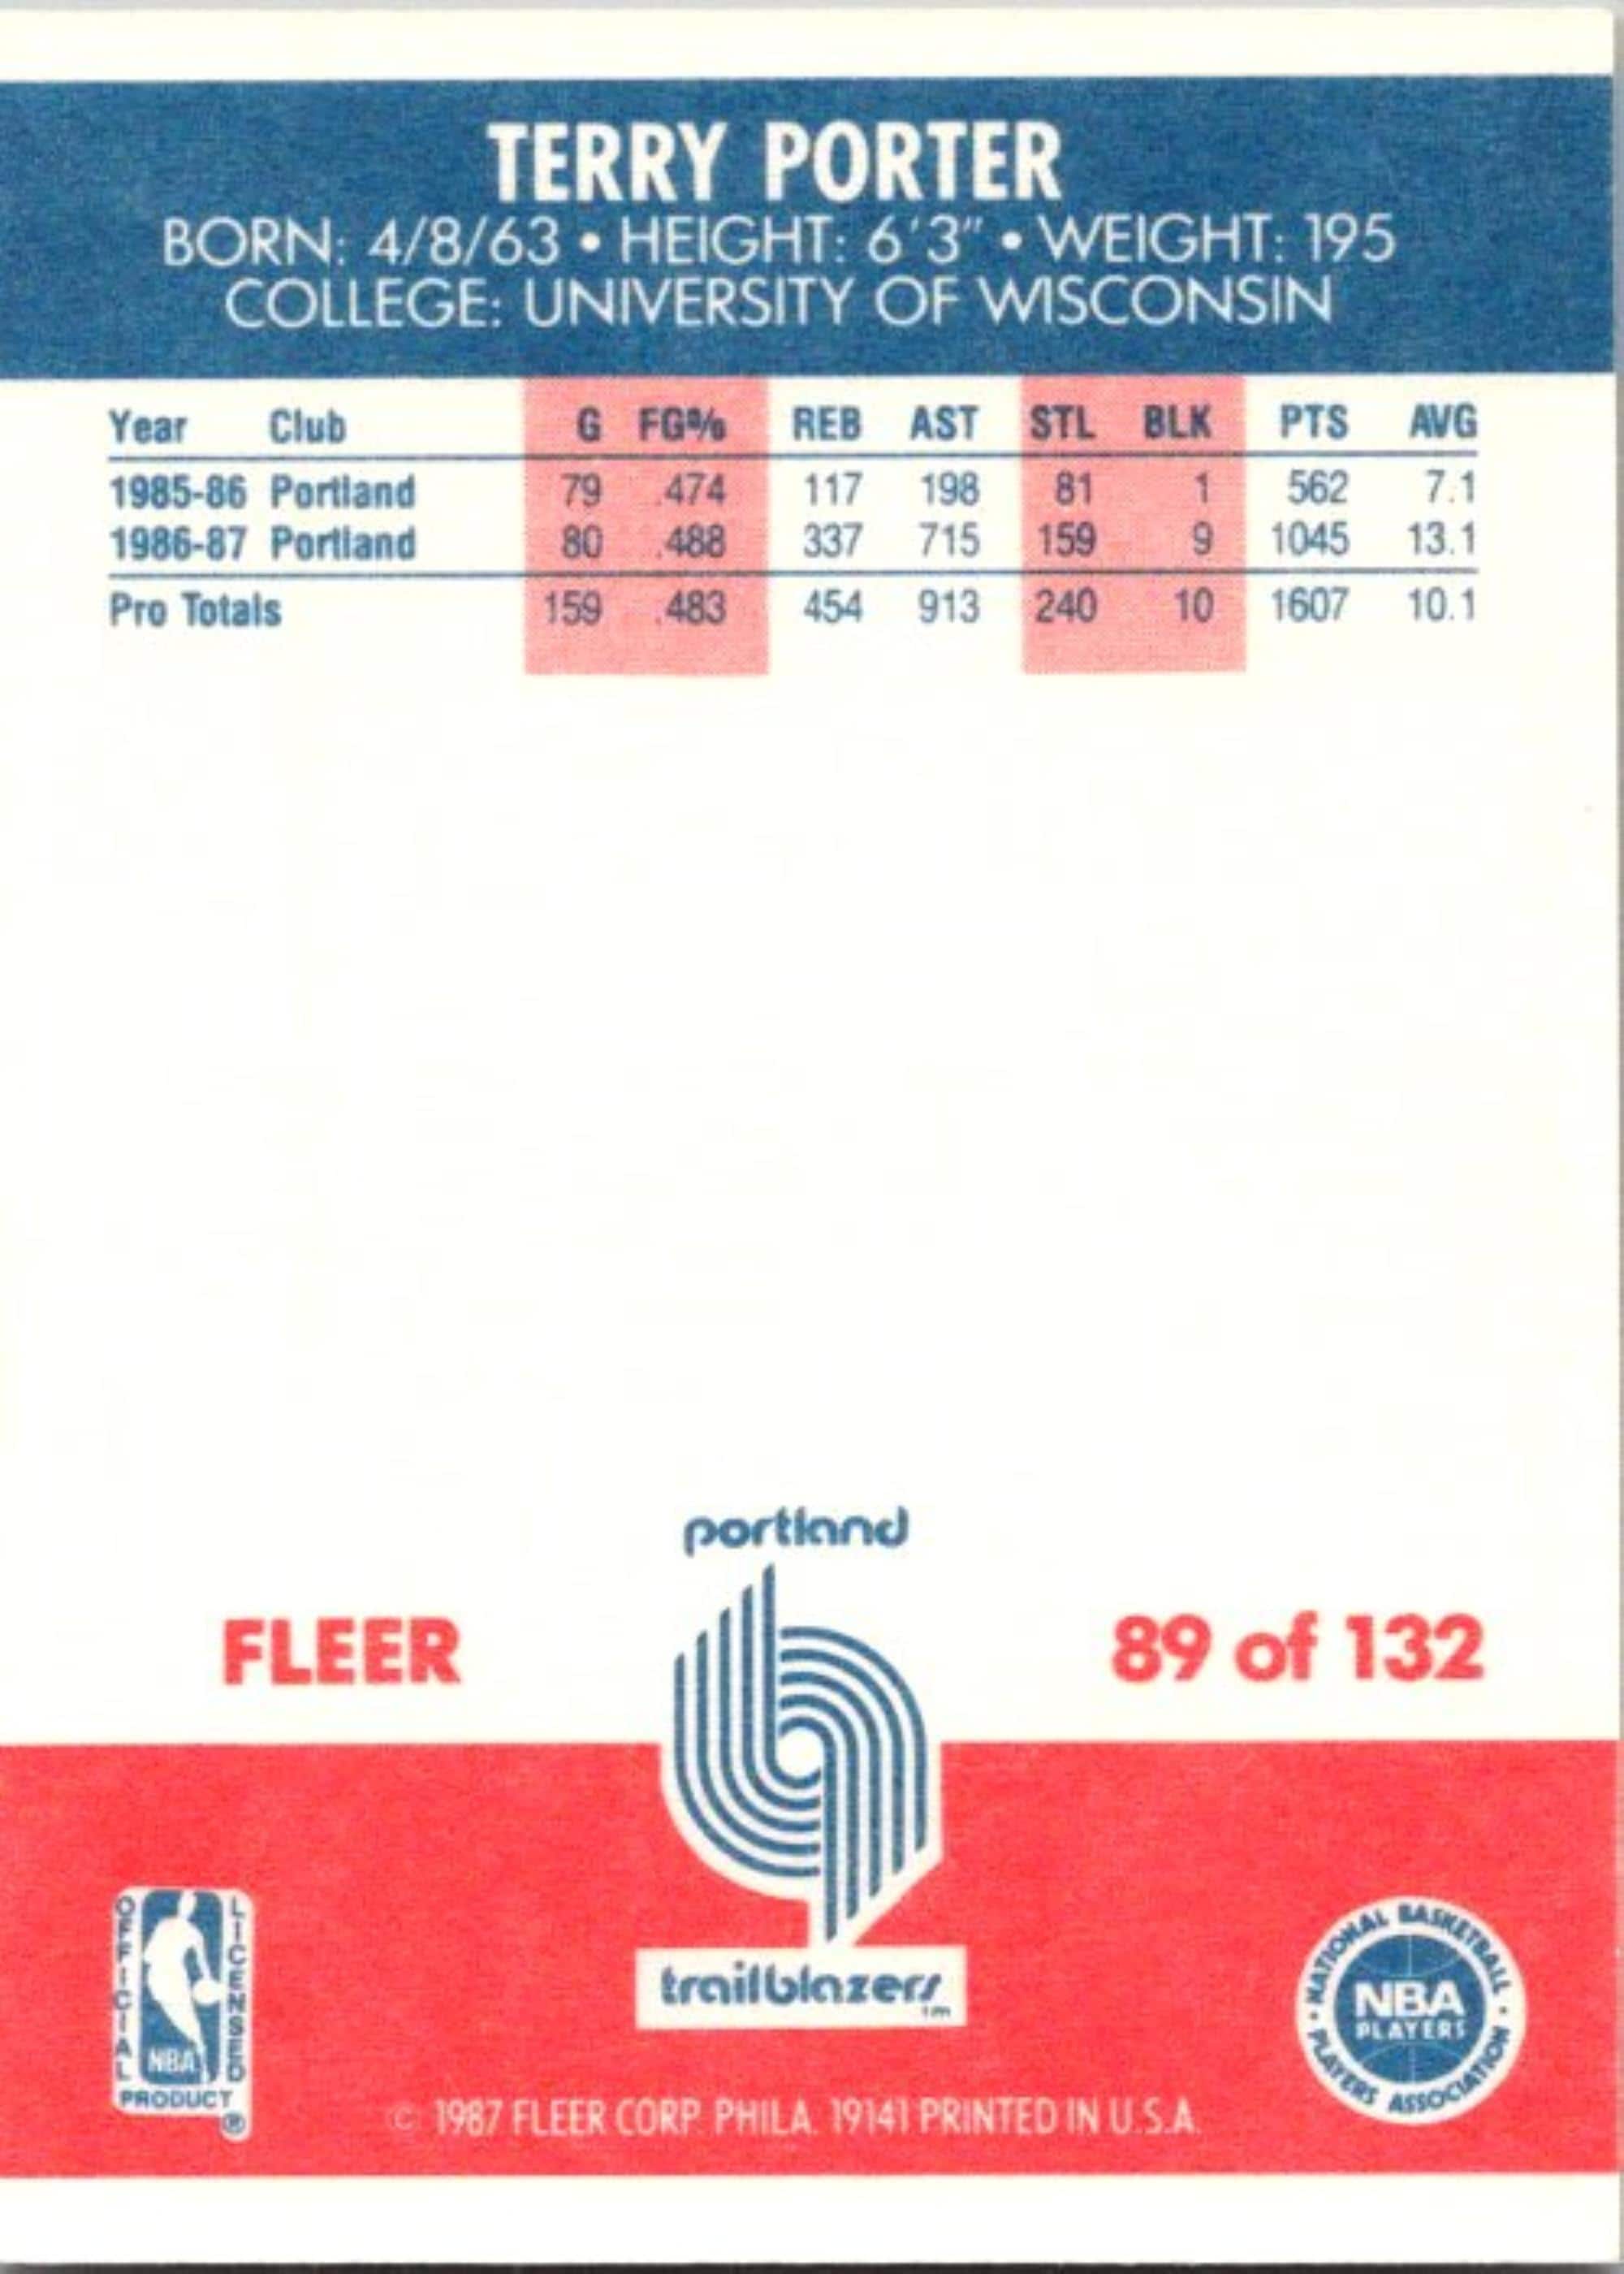 TERRY PORTER
BORN: 4/8/63 • HEIGHT: 6'3" • WEIGHT: 195
COLLEGE: UNIVERSITY OF WISCONSIN
Year Club G FG% REB AST STL BLK PTS AVG
1985-86 Portland 79 .474 117 198 81 1 562 7.1
1986-87 Portland 80 .488 337 715 159 9 1045 13.1
Pro Totals 159 .483 454 913 240 10 1607 10.1
portland
FLEER
89 of 132
trailblazers™
OFFICIAL LICENSED
NBA
PRODUCT
®
NATIONAL BASKETBALL
NBA
PLAYERS
• PLAYERS ASSOCIATION •
© 1987 FLEER CORP. PHILA. 19141 PRINTED IN U.S.A.